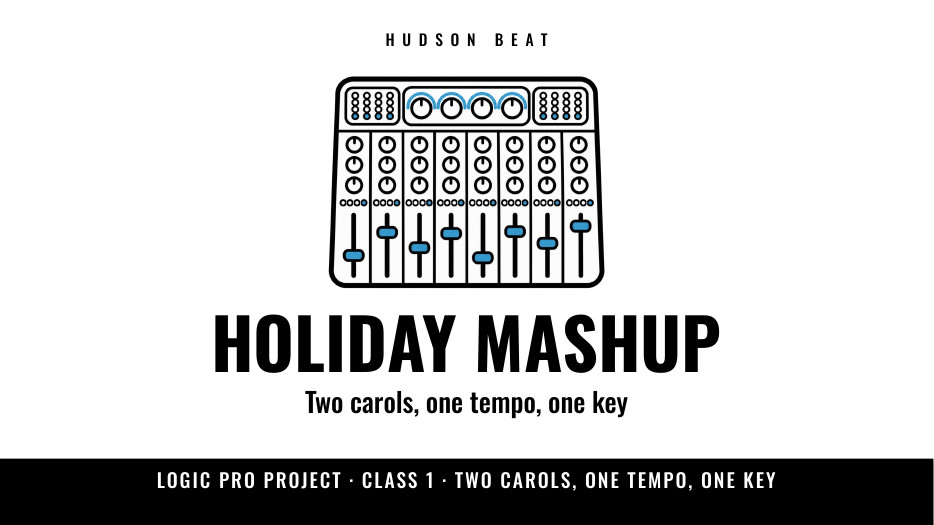 HUDSON BEAT
HOLIDAY MASHUP
Two carols, one tempo, one key
LOGIC PRO PROJECT · CLASS 1 · TWO CAROLS, ONE TEMPO, ONE KEY